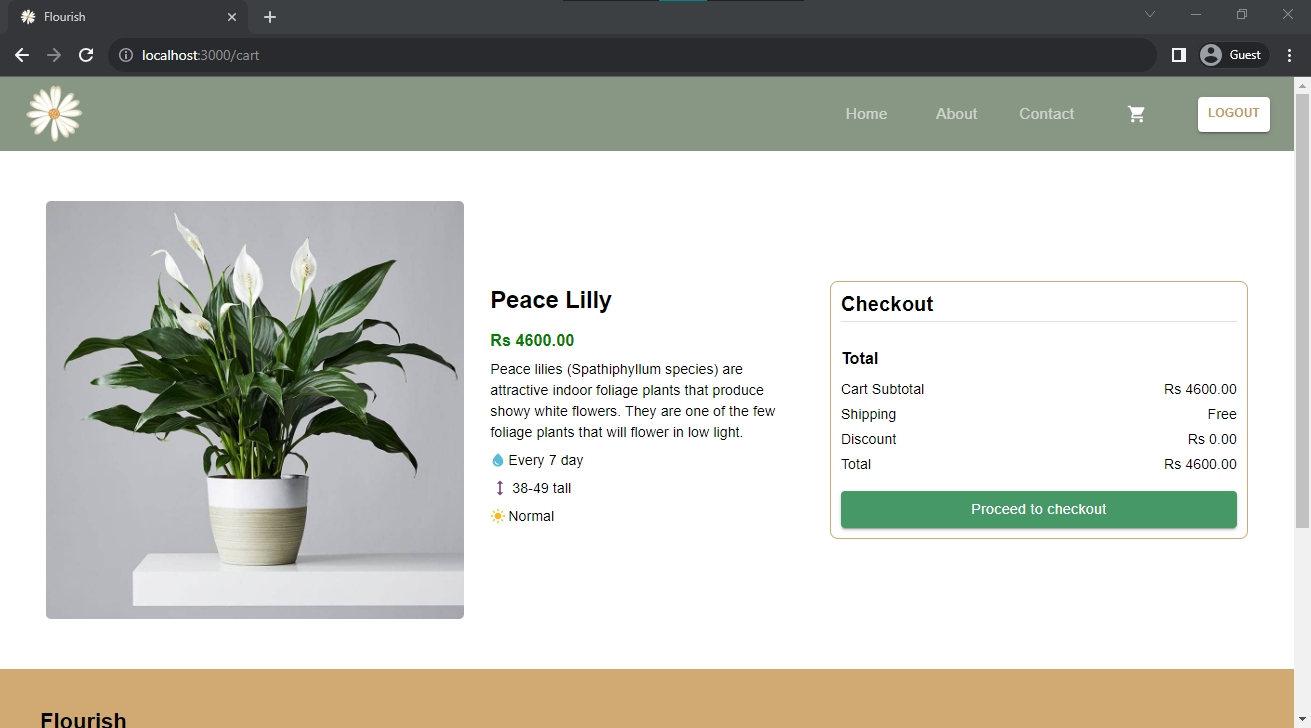 Flourish
localhost:3000/cart
Guest
Home
About
Contact
LOGOUT
Peace Lilly
Rs 4600.00
Peace lilies (Spathiphyllum species) are
attractive indoor foliage plants that produce
showy white flowers. They are one of the few
foliage plants that will flower in low light.
Every 7 day
38-49 tall
Normal
Checkout
Total
Cart Subtotal Rs 4600.00
Shipping Free
Discount Rs 0.00
Total Rs 4600.00
Proceed to checkout
Flourish